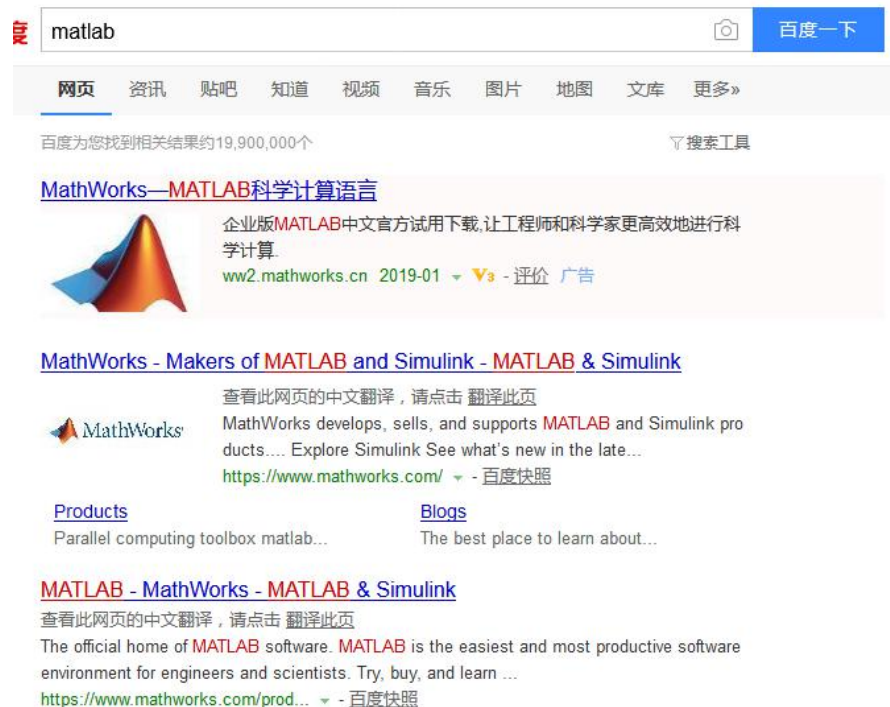 度 matlab 百度一下
网页 资讯 贴吧 知道 视频 音乐 图片 地图 文库 更多»
百度为您找到相关结果约19,900,000个 搜索工具
MathWorks—MATLAB科学计算语言
企业版MATLAB中文官方试用下载,让工程师和科学家更高效地进行科
学计算.
ww2.mathworks.cn 2019-01 V3 - 评价 广告
MathWorks - Makers of MATLAB and Simulink - MATLAB & Simulink
查看此网页的中文翻译，请点击 翻译此页
MathWorks
MathWorks develops, sells, and supports MATLAB and Simulink pro
ducts.... Explore Simulink See what's new in the late...
https://www.mathworks.com/ - 百度快照
Products Blogs
Parallel computing toolbox matlab... The best place to learn about...
MATLAB - MathWorks - MATLAB & Simulink
查看此网页的中文翻译，请点击 翻译此页
The official home of MATLAB software. MATLAB is the easiest and most productive software
environment for engineers and scientists. Try, buy, and learn ...
https://www.mathworks.com/prod... - 百度快照